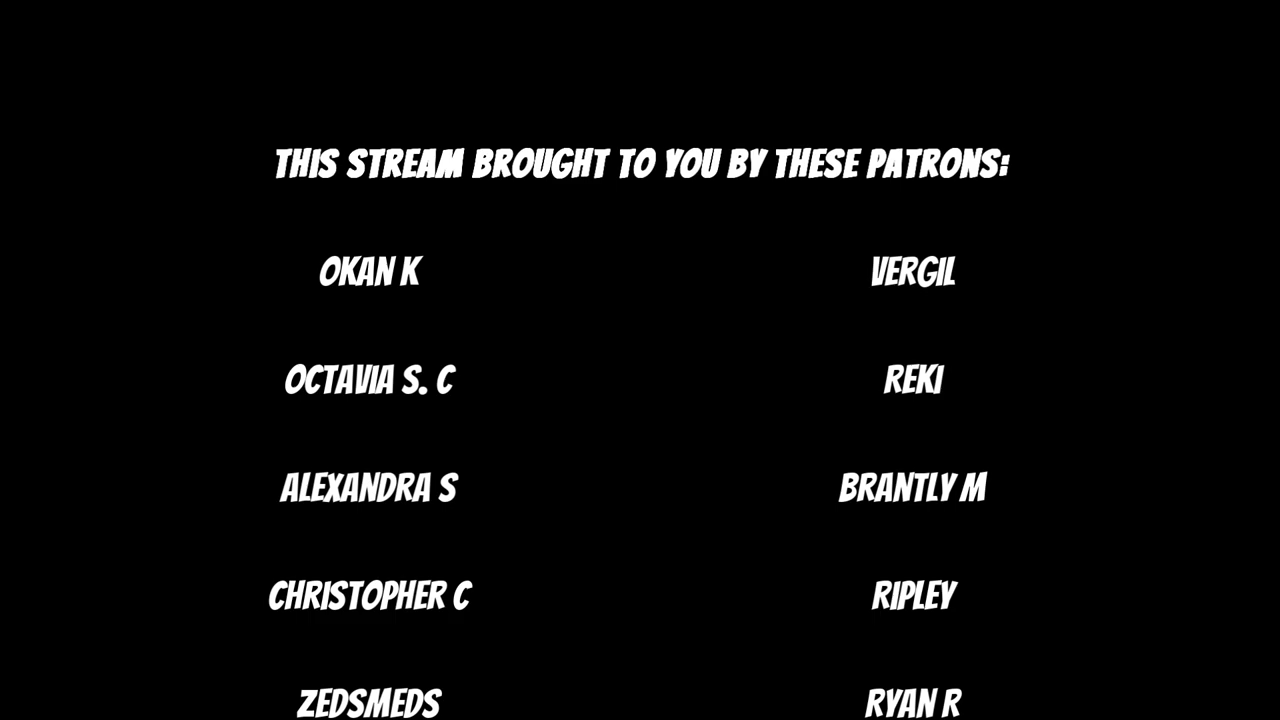 THIS STREAM BROUGHT TO YOU BY THESE PATRONS:
OKAN K
VERGIL
OCTAVIA S. C
REKI
ALEXANDRA S
BRANTLY M
CHRISTOPHER C
RIPLEY
ZEDSMEDS
RYAN R